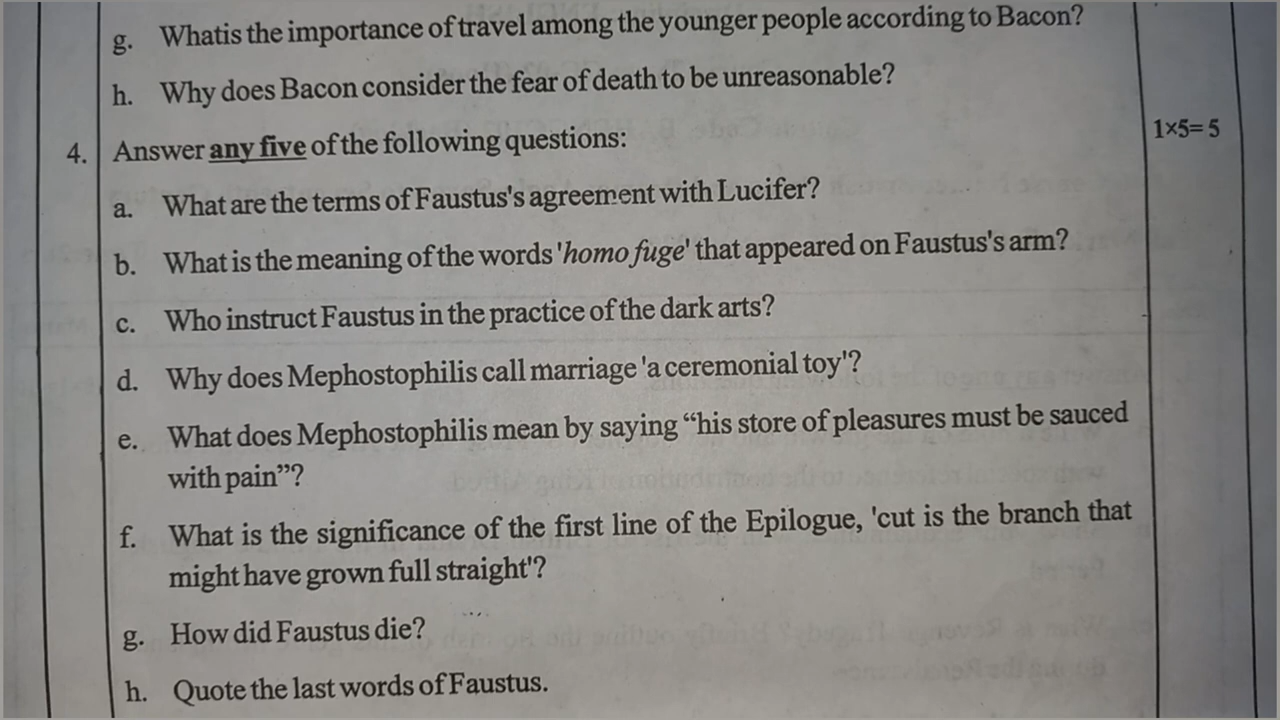 g. Whatis the importance of travel among the younger people according to Bacon?
h. Why does Bacon consider the fear of death to be unreasonable?
4. Answer any five of the following questions: 1×5= 5
a. What are the terms of Faustus's agreement with Lucifer?
b. What is the meaning of the words 'homo fuge' that appeared on Faustus's arm?
c. Who instruct Faustus in the practice of the dark arts?
d. Why does Mephostophilis call marriage 'a ceremonial toy'?
e. What does Mephostophilis mean by saying “his store of pleasures must be sauced
with pain”?
f. What is the significance of the first line of the Epilogue, 'cut is the branch that
might have grown full straight'?
g. How did Faustus die?
h. Quote the last words of Faustus.